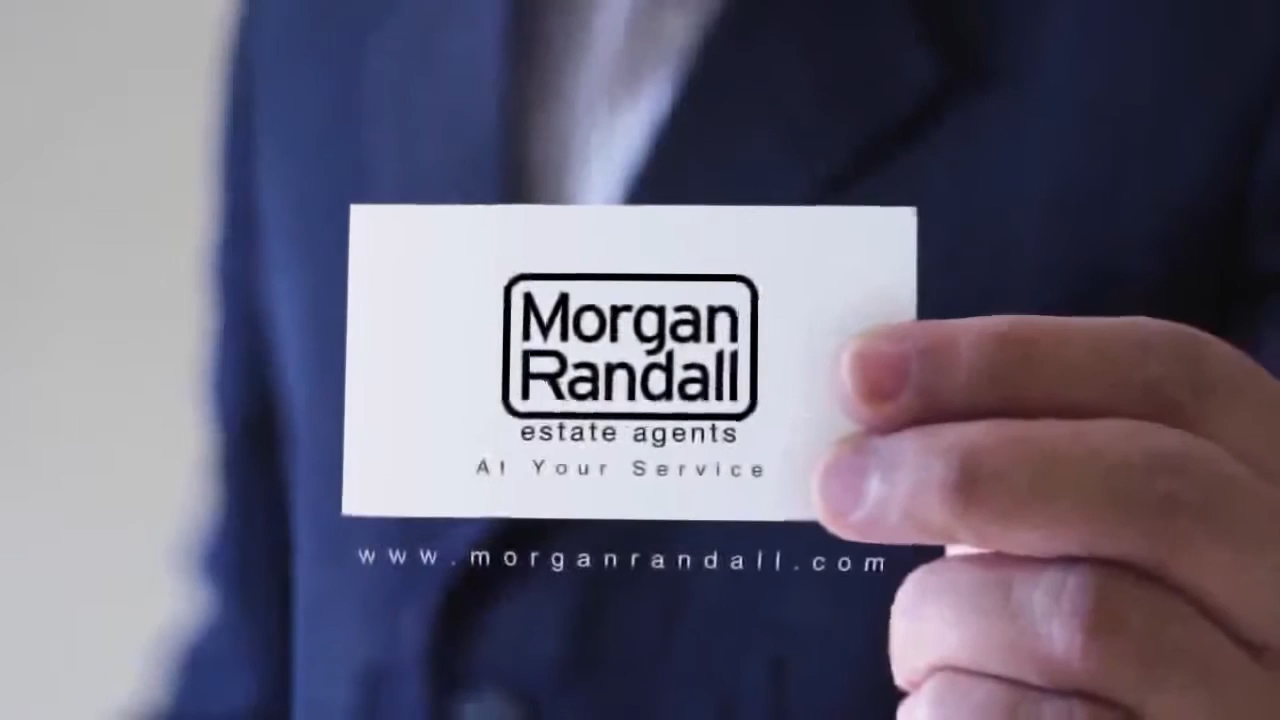 Morgan
Randall
estate agents
At Your Service
www.morganrandall.com